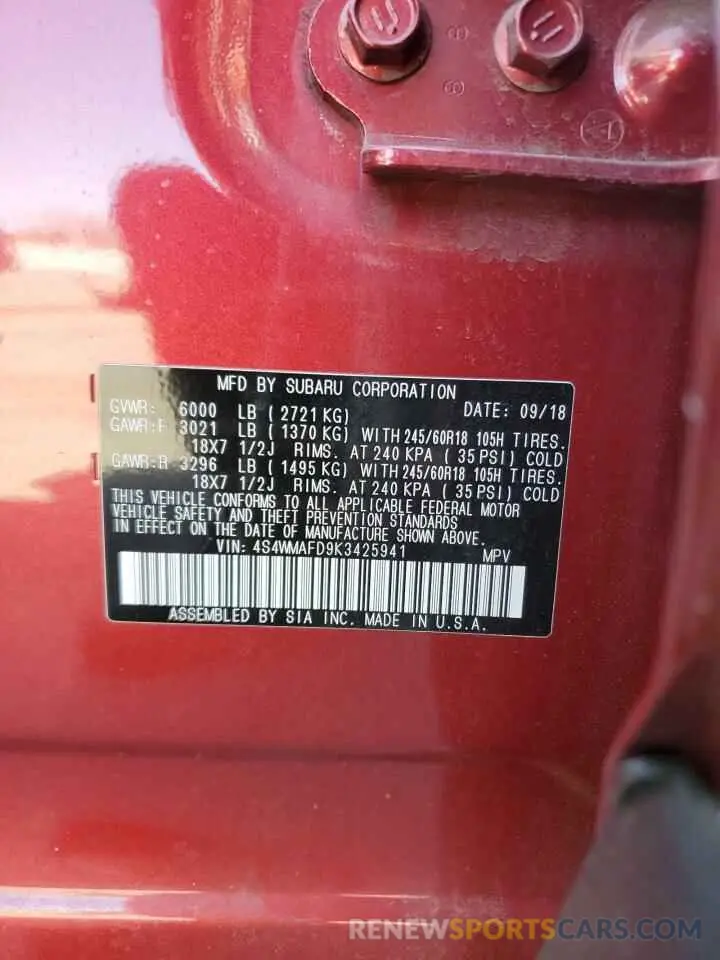 MFD BY SUBARU CORPORATION
GVWR: 6000 LB ( 2721 KG) DATE: 09/18
GAWR:F 3021 LB ( 1370 KG) WITH 245/60R18 105H TIRES.
18X7 1/2J RIMS. AT 240 KPA ( 35 PSI) COLD
GAWR:R 3296 LB ( 1495 KG) WITH 245/60R18 105H TIRES.
18X7 1/2J RIMS. AT 240 KPA ( 35 PSI) COLD
THIS VEHICLE CONFORMS TO ALL APPLICABLE FEDERAL MOTOR
VEHICLE SAFETY AND THEFT PREVENTION STANDARDS
IN EFFECT ON THE DATE OF MANUFACTURE SHOWN ABOVE.
VIN: 4S4WMAFD9K3425941 MPV
ASSEMBLED BY SIA INC. MADE IN U.S.A.
RENEWSPORTSCARS.COM